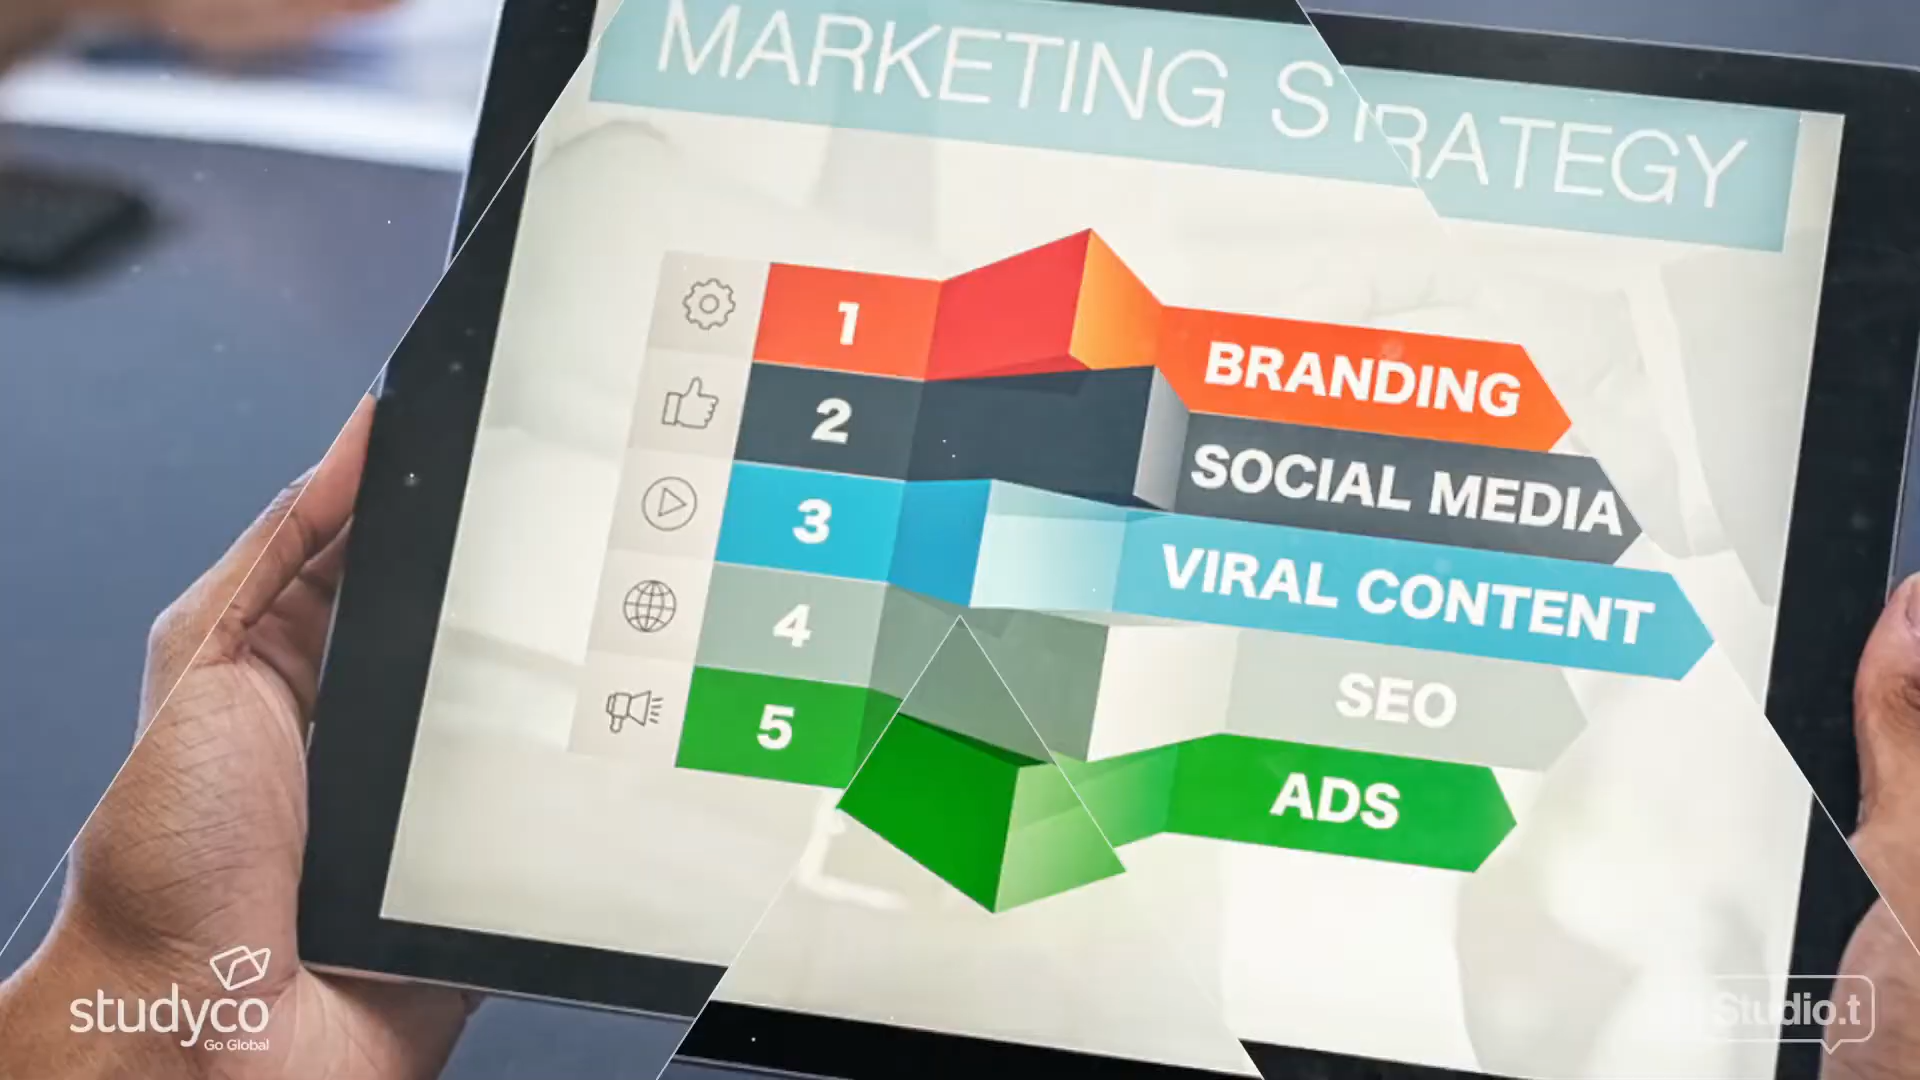 MARKETING STRATEGY
1 BRANDING
2 SOCIAL MEDIA
3 VIRAL CONTENT
4 SEO
5 ADS
studyco
Go Global
Studio.t